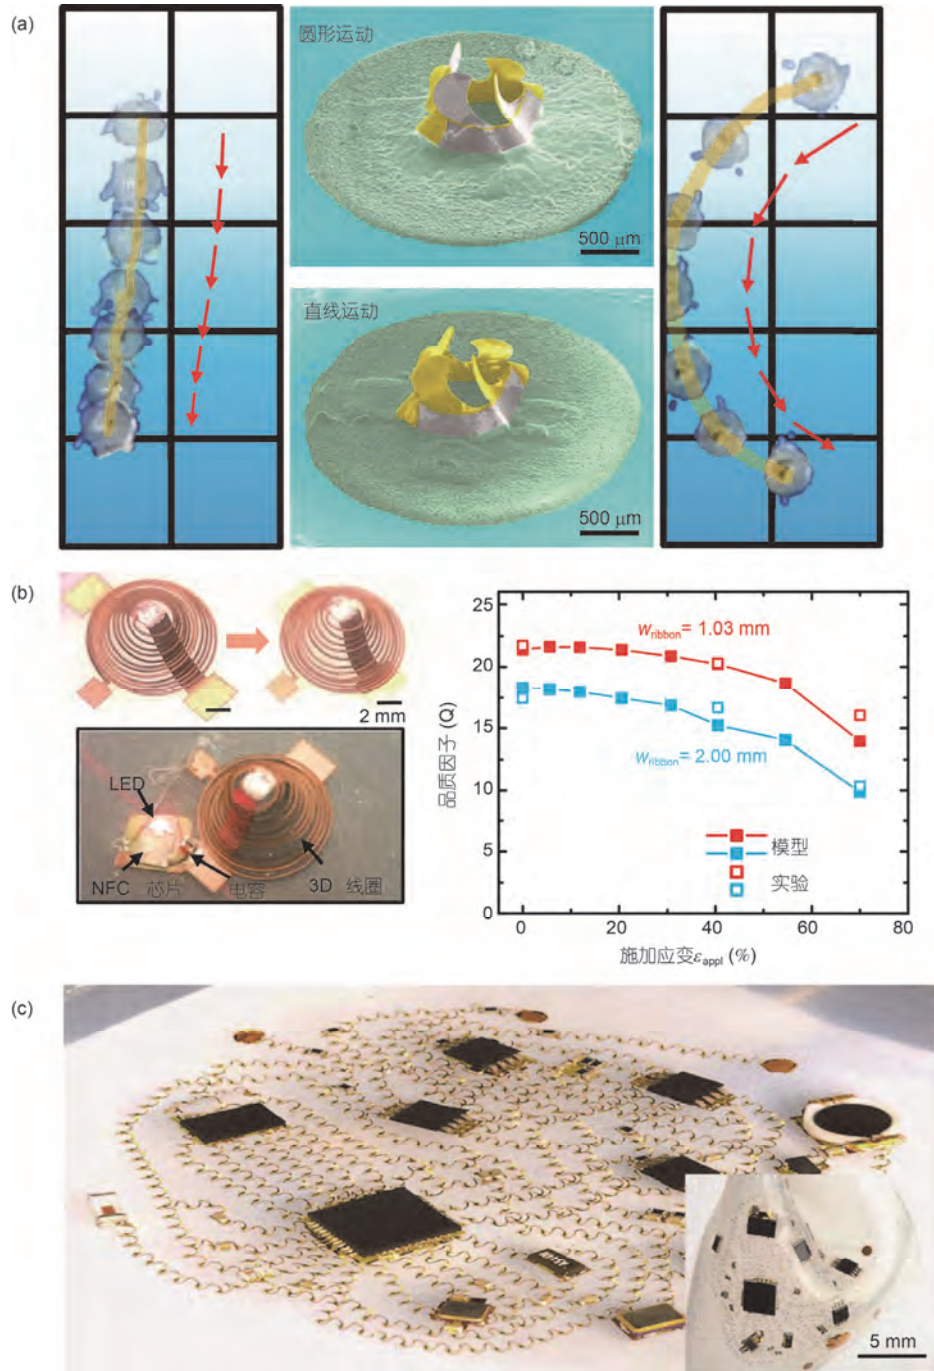 (a)
圆形运动
500 μm
直线运动
500 μm
(b)
2 mm
LED
NFC 芯片
电容
3D 线圈
25
20
15
10
5
0
品质因子 (Q)
Wribbon= 1.03 mm
Wribbon= 2.00 mm
模型
实验
0
20
40
60
80
施加应变εappl (%)
(c)
5 mm